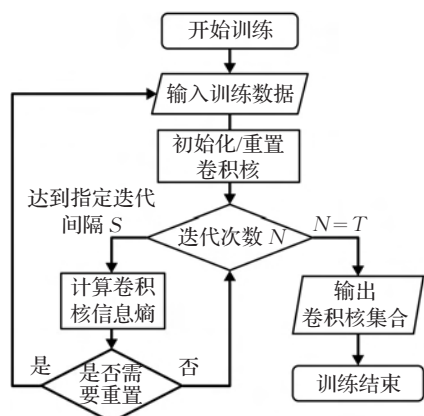 开始训练
输入训练数据
初始化/重置
卷积核
达到指定迭代
间隔 S
迭代次数 N
N=T
计算卷积
核信息熵
输出
卷积核集合
是
是否需
要重置
否
训练结束